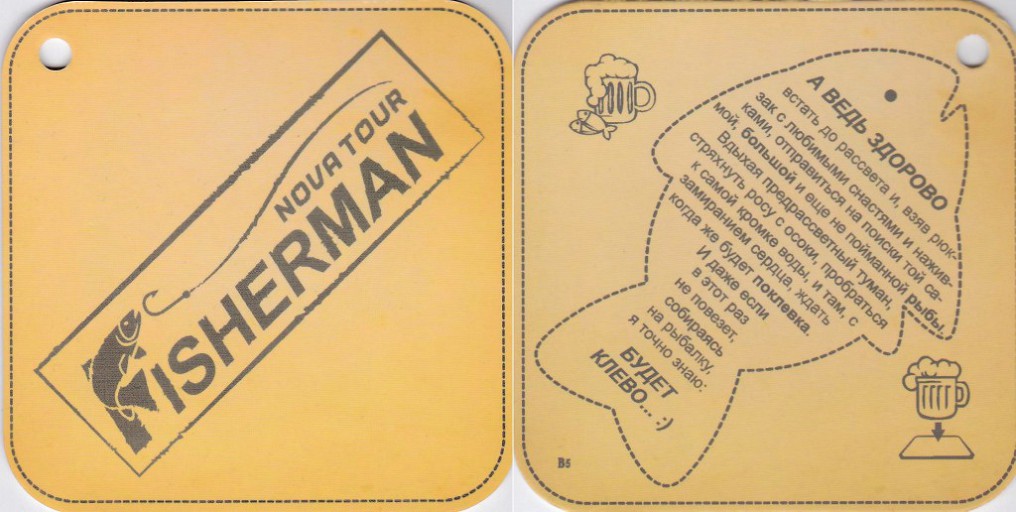 NOVA TOUR
FISHERMAN
А ВЕДЬ ЗДОРОВО
встать до рассвета и, взяв рюк-
зак с любимыми снастями и нажив-
ками, отправиться на поиски той са-
мой, большой и еще не пойманной рыбы.
Вдыхая предрассветный туман,
стряхнуть росу с осоки, пробраться
к самой кромке воды, и там, с
замиранием сердца, ждать
когда же будет поклевка.
И даже если
в этот раз
не повезет,
собираясь
на рыбалку,
я точно знаю:
БУДЕТ
КЛЕВО... :)
B5